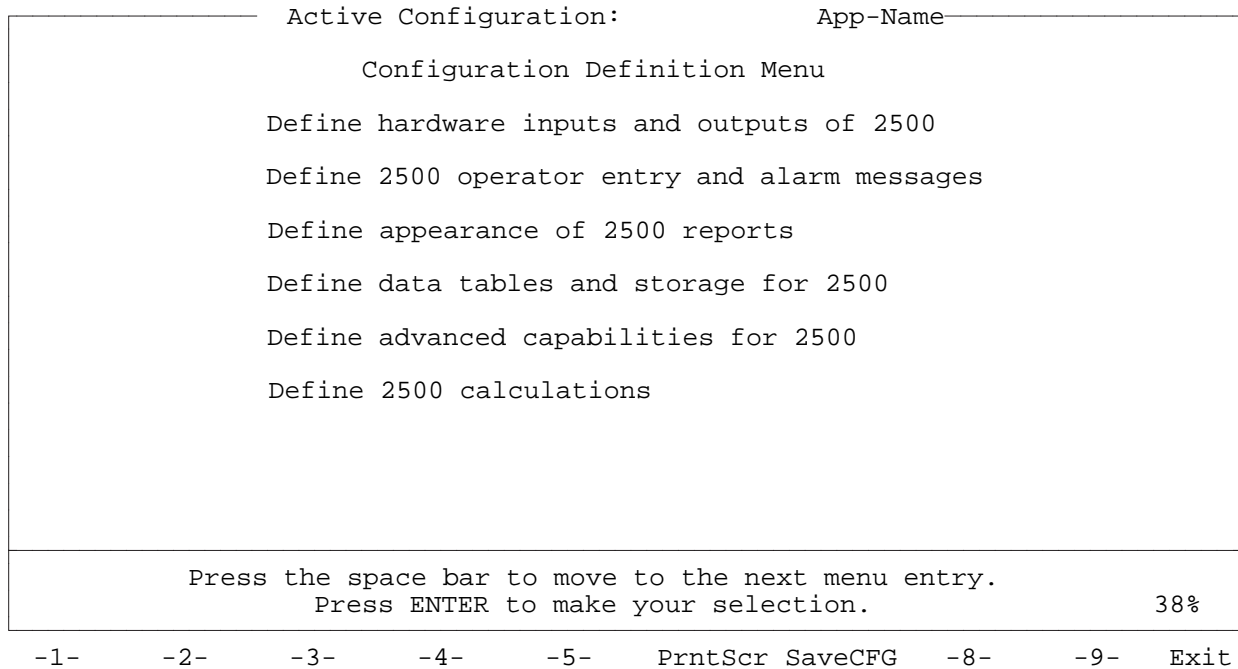 Active Configuration: App-Name
Configuration Definition Menu
Define hardware inputs and outputs of 2500
Define 2500 operator entry and alarm messages
Define appearance of 2500 reports
Define data tables and storage for 2500
Define advanced capabilities for 2500
Define 2500 calculations
Press the space bar to move to the next menu entry.
Press ENTER to make your selection. 38%
-1- -2- -3- -4- -5- PrntScr SaveCFG -8- -9- Exit